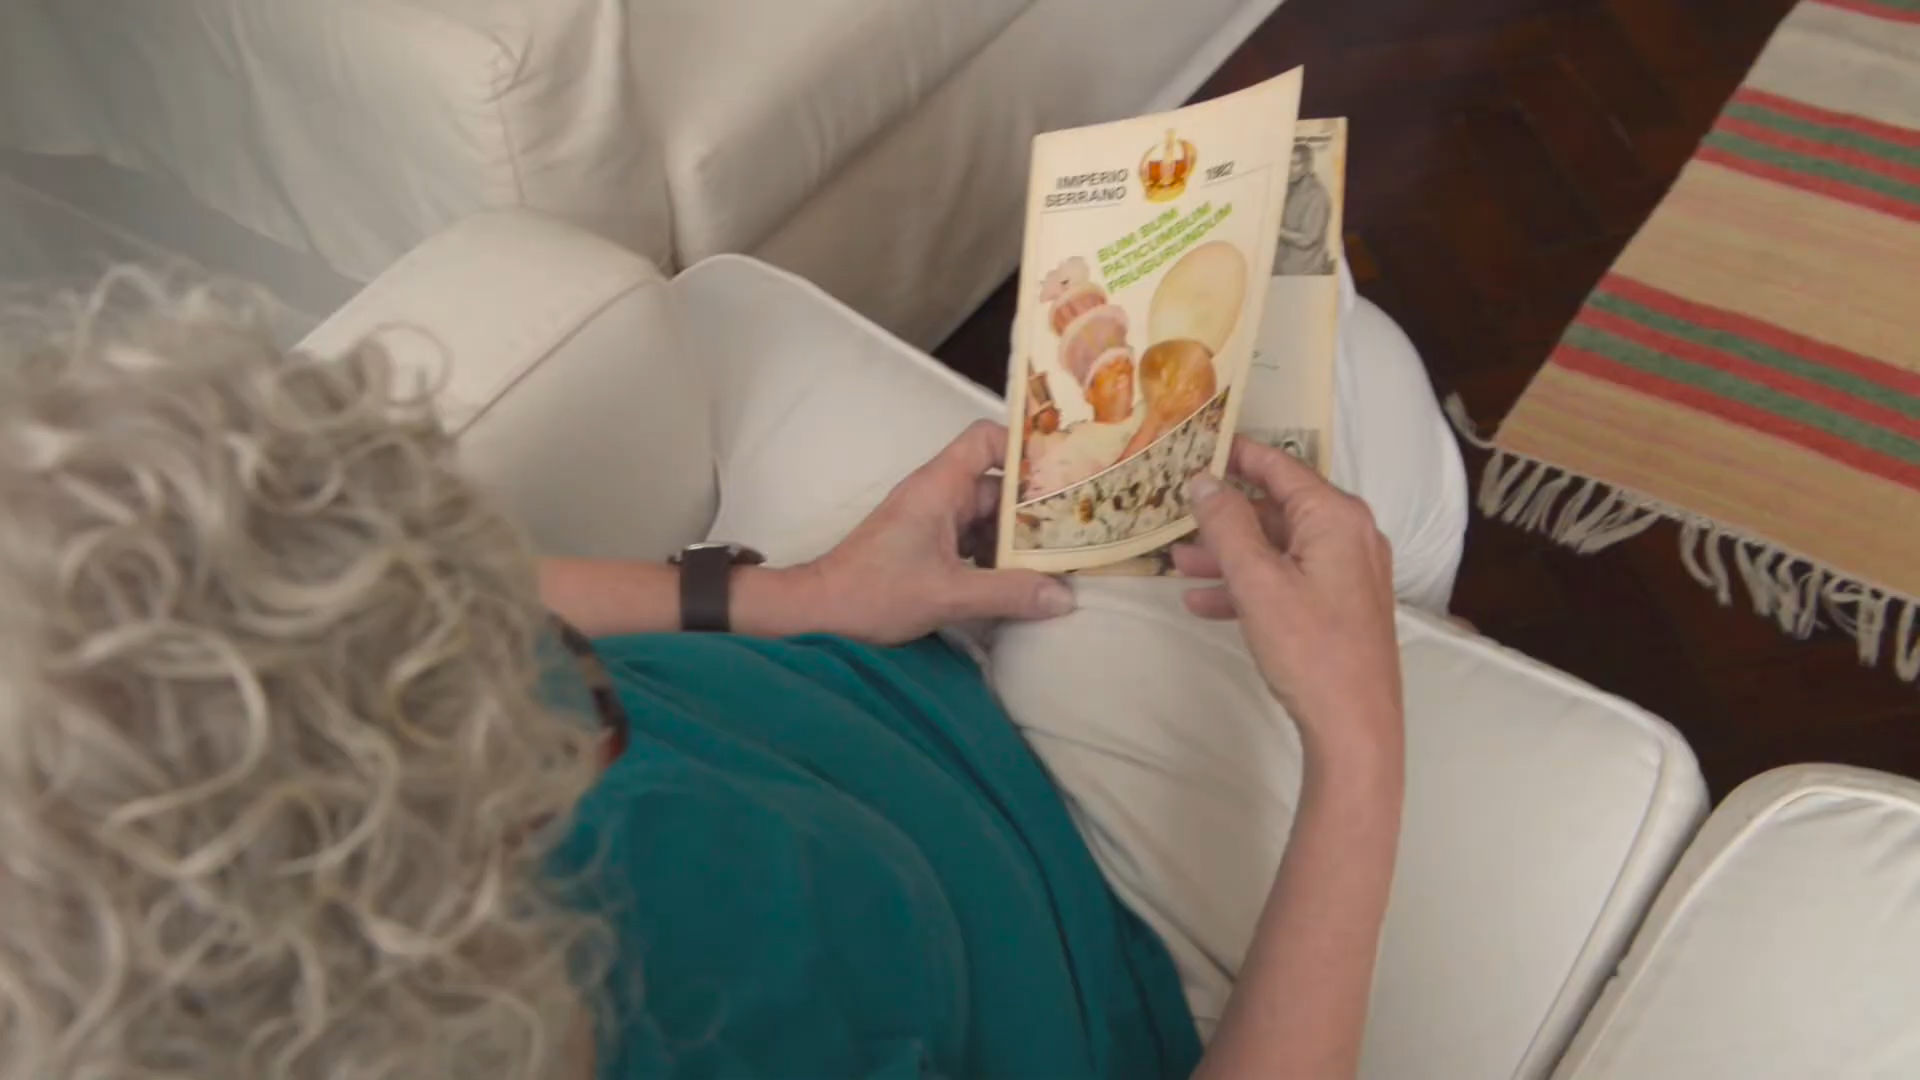 IMPERIO
SERRANO
1982
BUM BUM
PATICUMBUM
PRUGURUNDUM